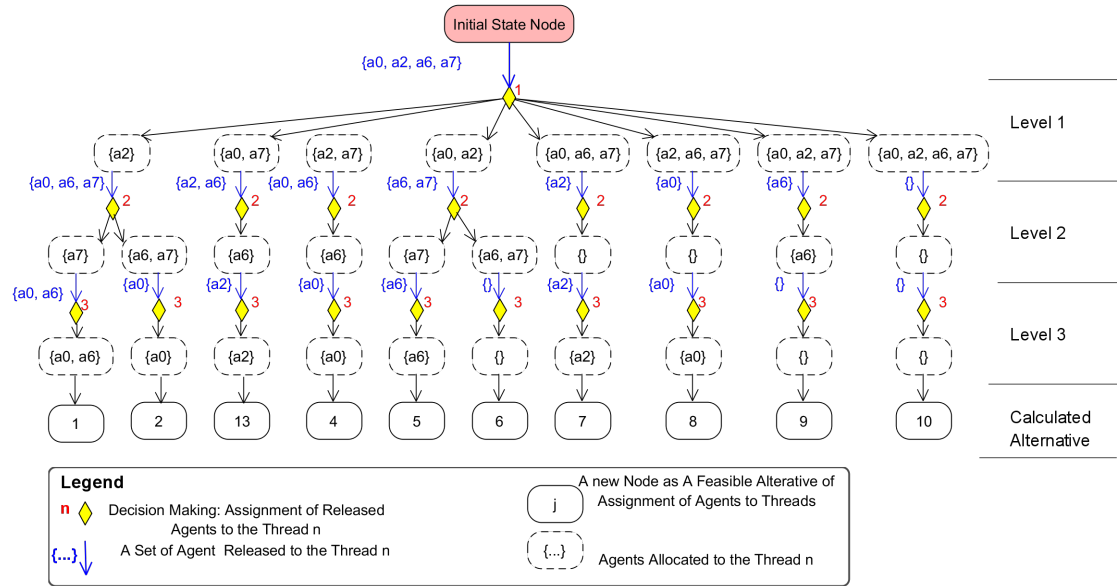 Initial State Node
{a0, a2, a6, a7}
1
Level 1
{a2}
{a0, a7}
{a2, a7}
{a0, a2}
{a0, a6, a7}
{a2, a6, a7}
{a0, a2, a7}
{a0, a2, a6, a7}
{a0, a6, a7}
{a2, a6}
{a0, a6}
{a6, a7}
{a2}
{a0}
{a6}
{}
2
2
2
2
2
2
2
2
Level 2
{a7}
{a6, a7}
{a6}
{a6}
{a7}
{a6, a7}
{}
{}
{a6}
{}
{a0, a6}
{a0}
{a2}
{a0}
{a6}
{}
{a2}
{a0}
{}
{}
3
3
3
3
3
3
3
3
3
3
Level 3
{a0, a6}
{a0}
{a2}
{a0}
{a6}
{}
{a2}
{a0}
{}
{}
1
2
13
4
5
6
7
8
9
10
Calculated
Alternative
Legend
n
Decision Making: Assignment of Released
Agents to the Thread n
{...}
A Set of Agent Released to the Thread n
j
A new Node as A Feasible Alterative of
Assignment of Agents to Threads
{...}
Agents Allocated to the Thread n